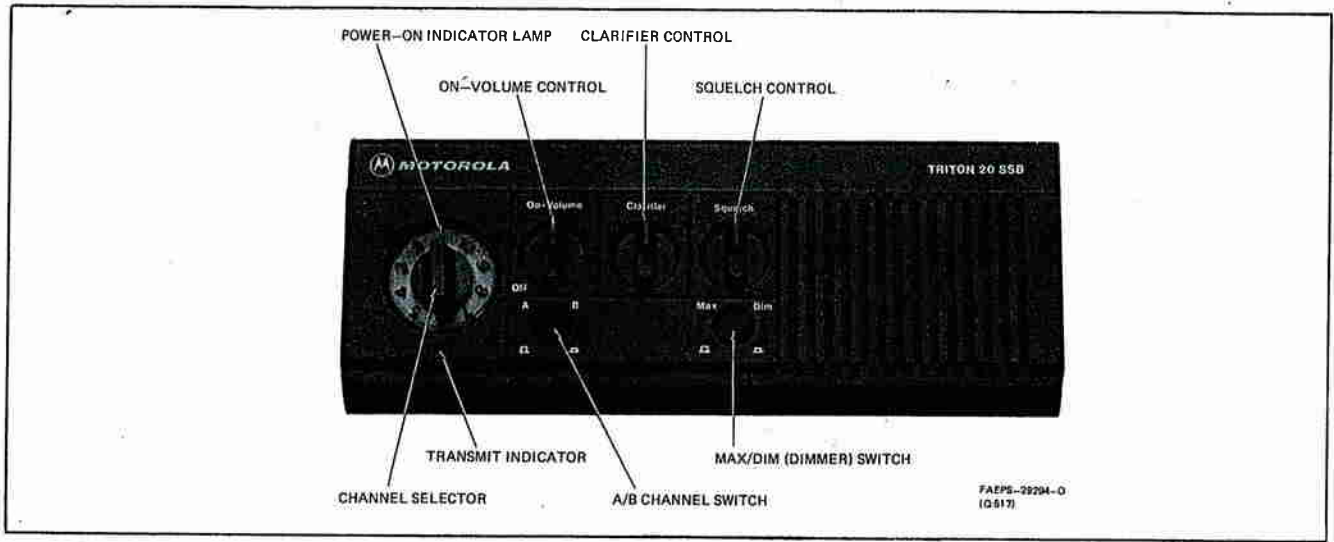 POWER–ON INDICATOR LAMP CLARIFIER CONTROL
ON–VOLUME CONTROL SQUELCH CONTROL
MOTOROLA TRITON 20 SSB
On-Volume Clarifier Squelch
Off
A B Max Dim
TRANSMIT INDICATOR MAX/DIM (DIMMER) SWITCH
CHANNEL SELECTOR A/B CHANNEL SWITCH
FAEPS–29294–O
(Q517)